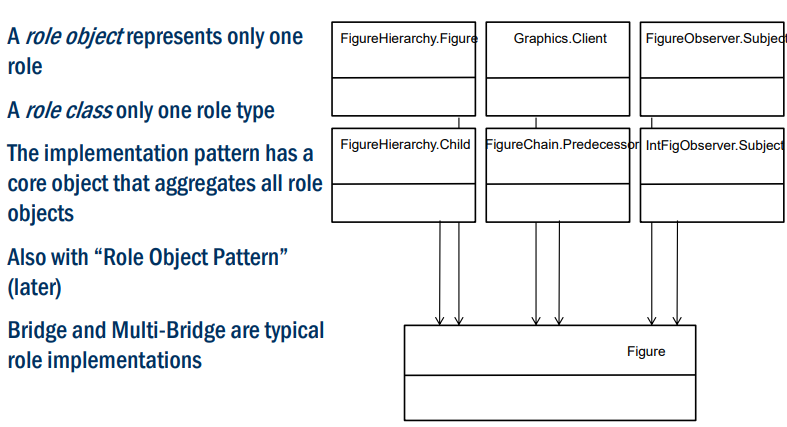 A role object represents only one
role
A role class only one role type
The implementation pattern has a
core object that aggregates all role
objects
Also with “Role Object Pattern”
(later)
Bridge and Multi-Bridge are typical
role implementations
FigureHierarchy.Figure
Graphics.Client
FigureObserver.Subject
FigureHierarchy.Child
FigureChain.Predecessor
IntFigObserver.Subject
Figure